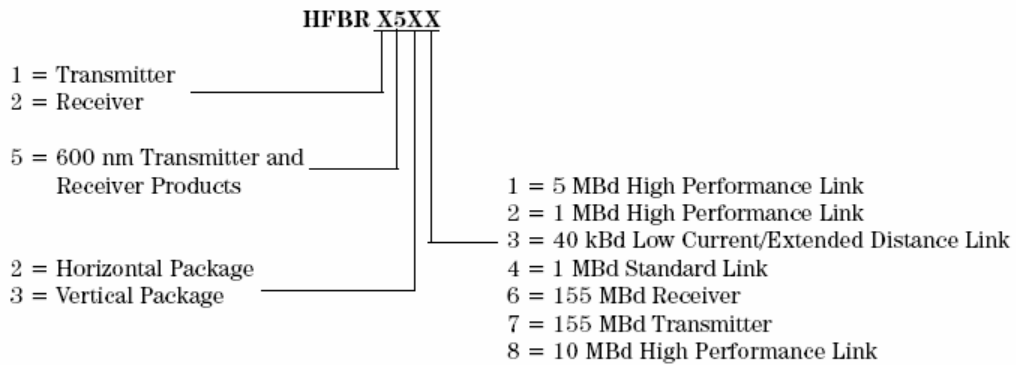 HFBR X5XX
1 = Transmitter
2 = Receiver
5 = 600 nm Transmitter and
Receiver Products
2 = Horizontal Package
3 = Vertical Package
1 = 5 MBd High Performance Link
2 = 1 MBd High Performance Link
3 = 40 kBd Low Current/Extended Distance Link
4 = 1 MBd Standard Link
6 = 155 MBd Receiver
7 = 155 MBd Transmitter
8 = 10 MBd High Performance Link